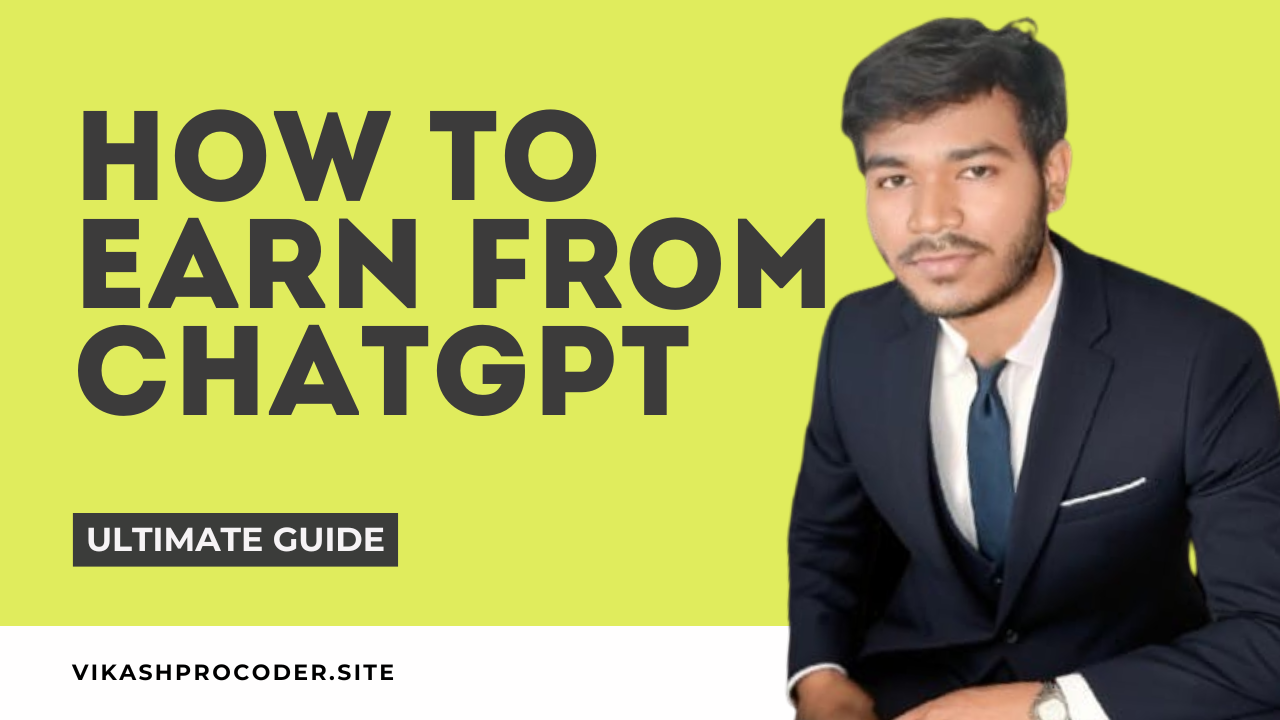 HOW TO
EARN FROM
CHATGPT
ULTIMATE GUIDE
VIKASHPROCODER.SITE